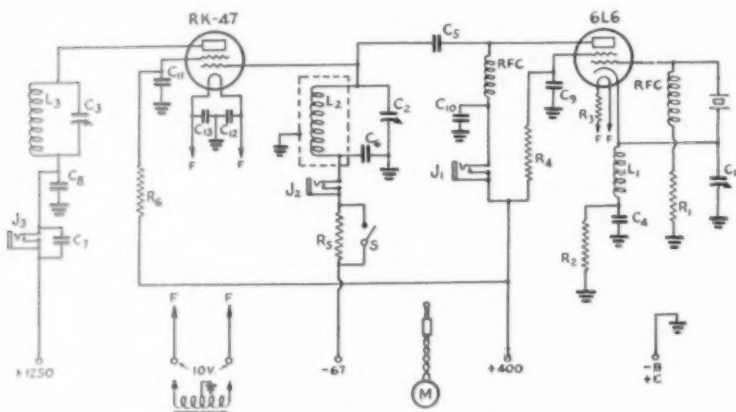 RK-47
6L6
C5
RFC
C11
L3
C3
C13
C12
L2
C2
C6
C10
C9
R3
RFC
F
F
F
F
R4
L1
C1
C8
J2
J1
R6
R5
S
C4
R1
R2
J3
C7
F
F
10V.
+1250
-67
M
+400
-B
+C